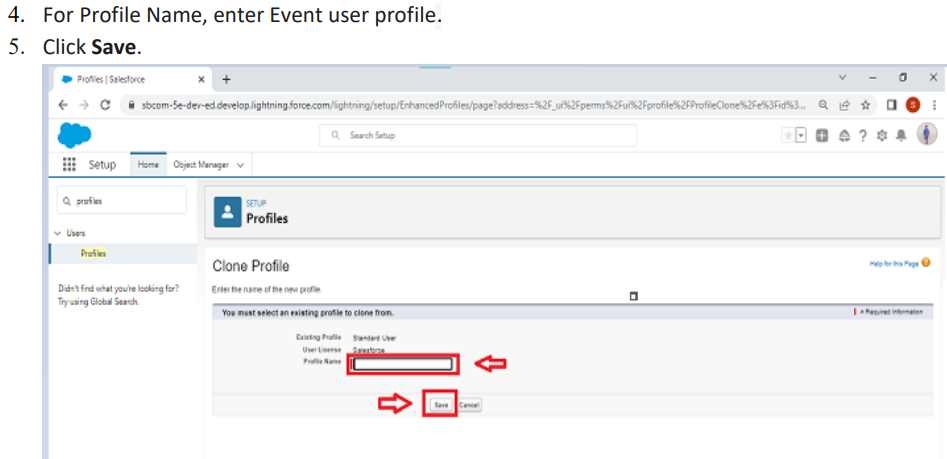 4. For Profile Name, enter Event user profile.
5. Click Save.
Profiles | Salesforce
sbcom-5e-dev-ed.develop.lightning.force.com/lightning/setup/EnhancedProfiles/page?address=%2F_ui%2Fperms%2Fui%2Fprofile%2FProfileClone%2Fe%3Fid%3...
S
Search Setup
Setup Home Object Manager
profiles
SETUP
Profiles
Users
Profiles
Didn't find what you're looking for?
Try using Global Search.
Clone Profile
Help for this Page
Enter the name of the new profile.
You must select an existing profile to clone from.
= Required Information
Existing Profile Standard User
User License Salesforce
Profile Name
Save Cancel